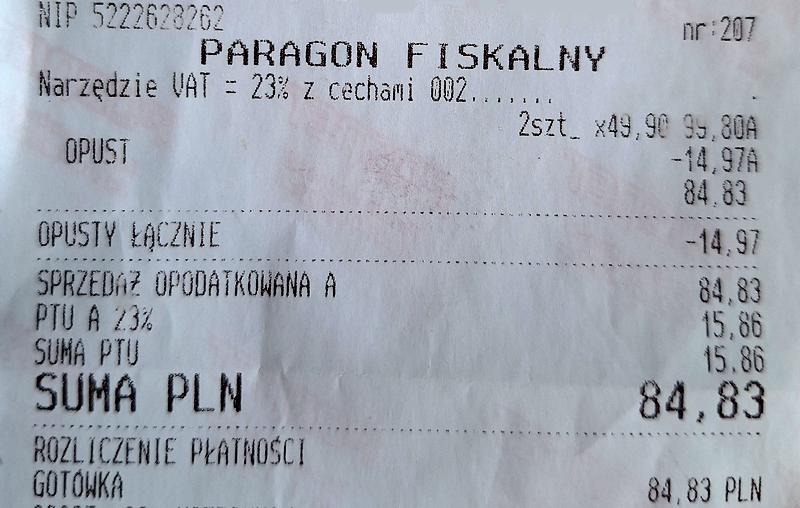 NIP 5222628262
nr:207
PARAGON FISKALNY
Narzędzie VAT = 23% z cechami 002.......
2szt_ x49,90 99,80A
OPUST -14,97A
84,83
OPUSTY ŁĄCZNIE -14,97
SPRZEDAŻ OPODATKOWANA A 84,83
PTU A 23% 15,86
SUMA PTU 15.86
SUMA PLN 84,83
ROZLICZENIE PŁATNOŚCI
GOTÓWKA 84,83 PLN